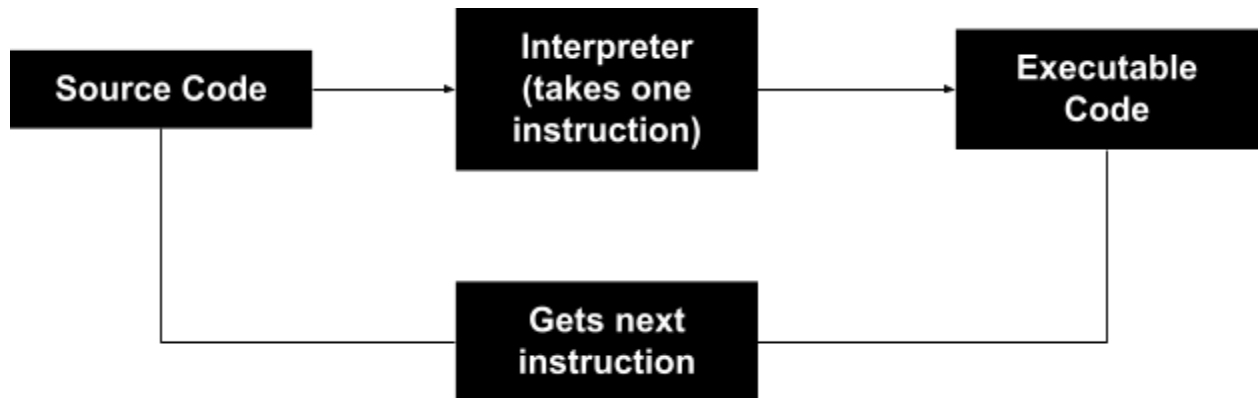 Source Code
Interpreter
(takes one
instruction)
Executable
Code
Gets next
instruction